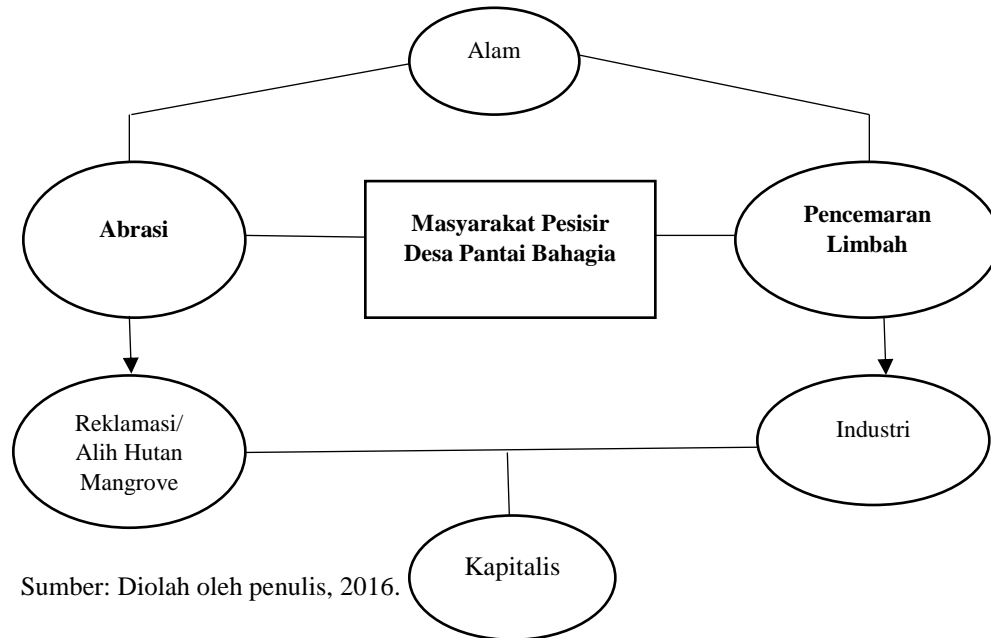 Alam
Abrasi
Masyarakat Pesisir
Desa Pantai Bahagia
Pencemaran
Limbah
Reklamasi/
Alih Hutan
Mangrove
Industri
Kapitalis
Sumber: Diolah oleh penulis, 2016.